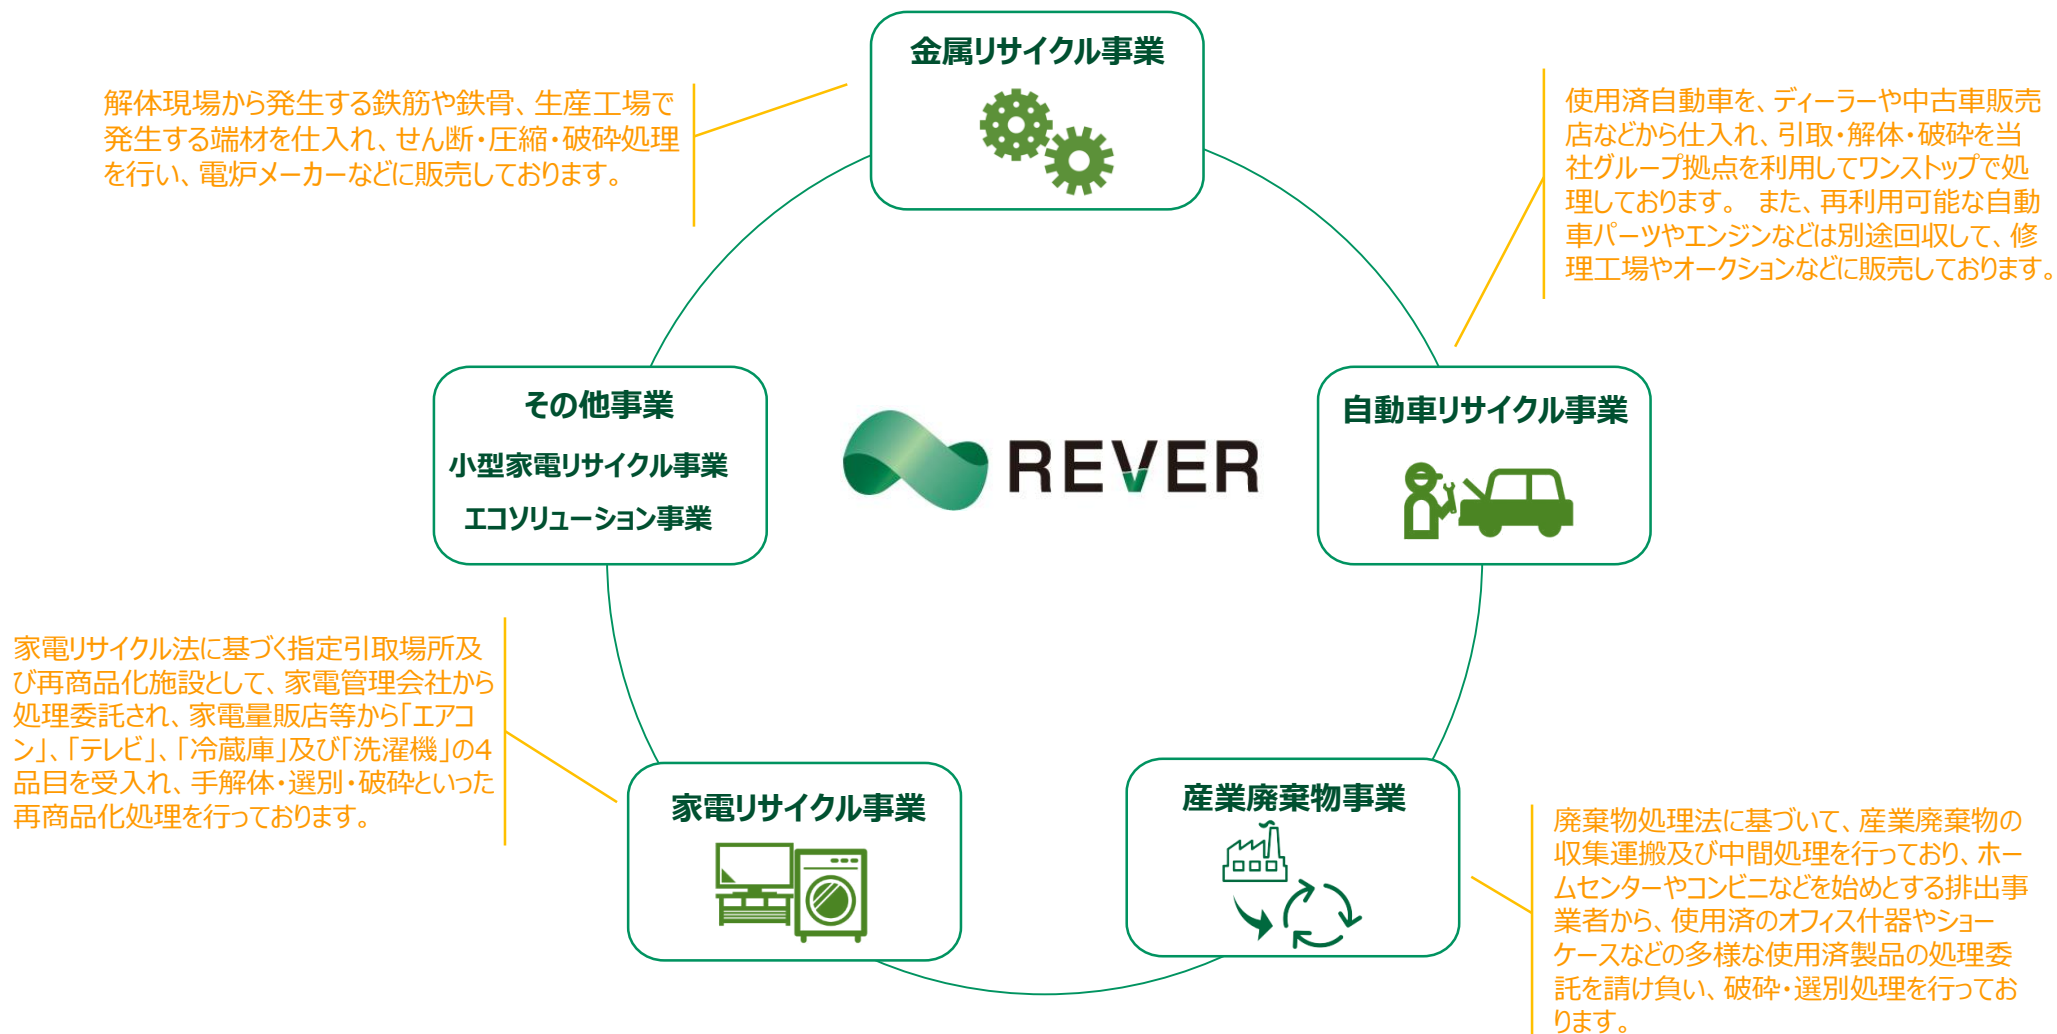 金属リサイクル事業
解体現場から発生する鉄筋や鉄骨、生産工場で
発生する端材を仕入れ、せん断・圧縮・破砕処理
を行い、電炉メーカーなどに販売しております。
使用済自動車を、ディーラーや中古車販売
店などから仕入れ、引取・解体・破砕を当
社グループ拠点を利用してワンストップで処
理しております。 また、再利用可能な自動
車パーツやエンジンなどは別途回収して、修
理工場やオークションなどに販売しております。
その他事業
小型家電リサイクル事業
エコソリューション事業
REVER
自動車リサイクル事業
家電リサイクル法に基づく指定引取場所及
び再商品化施設として、家電管理会社から
処理委託され、家電量販店等から「エアコ
ン」、「テレビ」、「冷蔵庫」及び「洗濯機」の4
品目を受入れ、手解体・選別・破砕といった
再商品化処理を行っております。
家電リサイクル事業
産業廃棄物事業
廃棄物処理法に基づいて、産業廃棄物の
収集運搬及び中間処理を行っており、ホー
ムセンターやコンビニなどを始めとする排出事
業者から、使用済のオフィス什器やショー
ケースなどの多様な使用済製品の処理委
託を請け負い、破砕・選別処理を行ってお
ります。